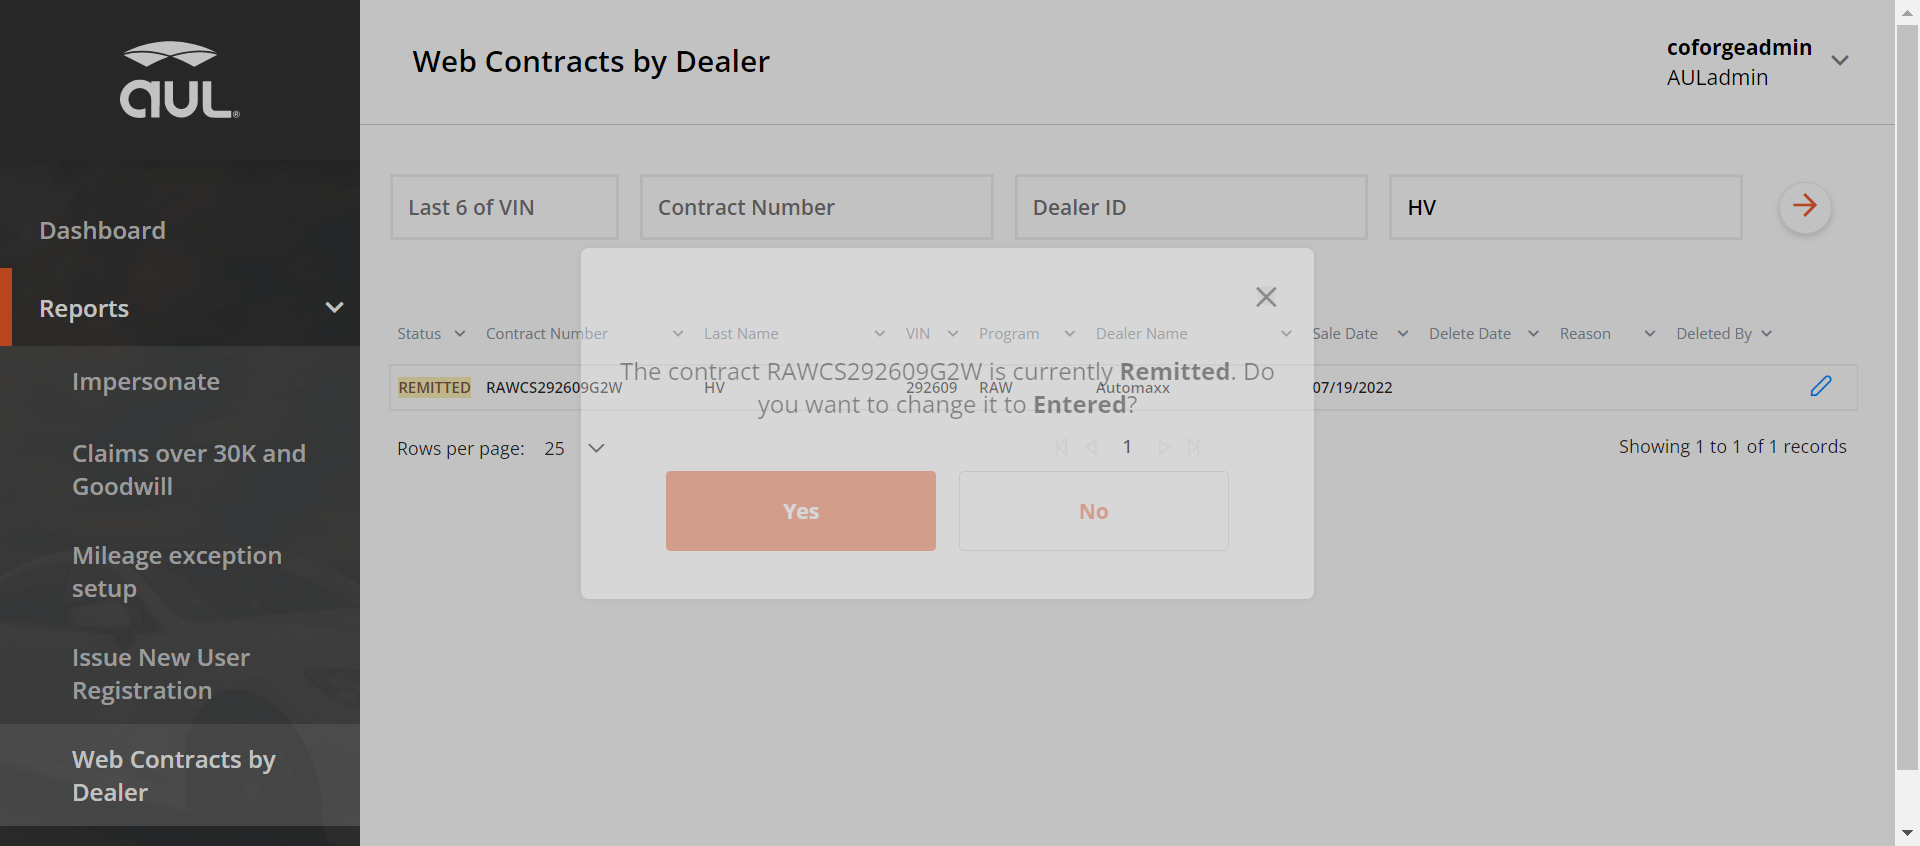 aul®
Dashboard
Reports
Impersonate
Claims over 30K and
Goodwill
Mileage exception
setup
Issue New User
Registration
Web Contracts by
Dealer
Web Contracts by Dealer
coforgeadmin
AULadmin
Last 6 of VIN Contract Number Dealer ID HV
Status Contract Number Last Name VIN Program Dealer Name Sale Date Delete Date Reason Deleted By
REMITTED RAWCS292609G2W HV 292609 RAW Automaxx 07/19/2022
Rows per page: 25 1 Showing 1 to 1 of 1 records
The contract RAWCS292609G2W is currently Remitted. Do
you want to change it to Entered?
Yes No